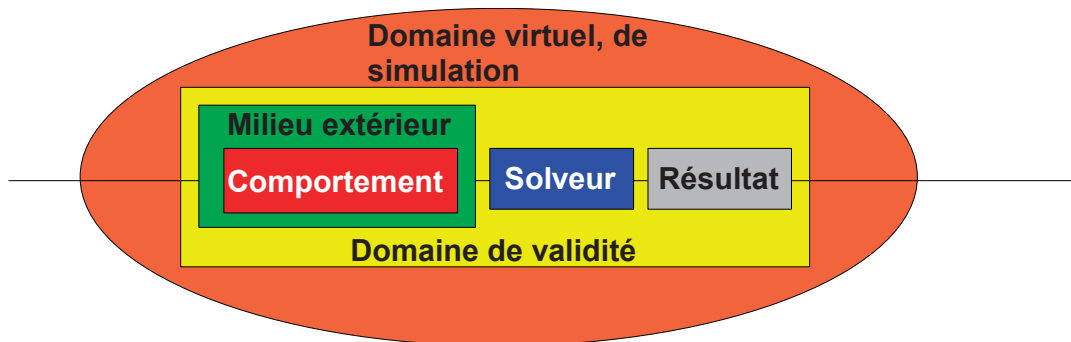 Domaine virtuel, de
simulation
Milieu extérieur
Comportement
Solveur
Résultat
Domaine de validité